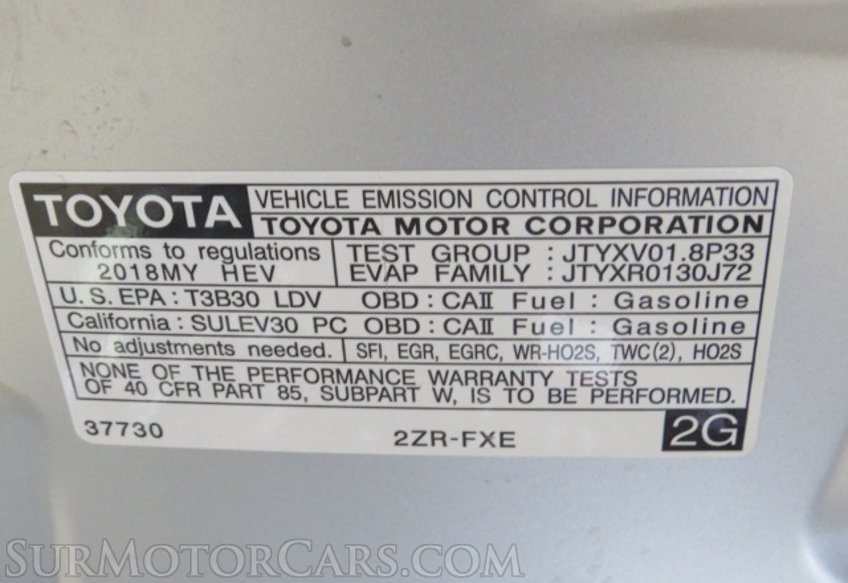 TOYOTA VEHICLE EMISSION CONTROL INFORMATION
TOYOTA MOTOR CORPORATION
Conforms to regulations TEST GROUP : JTYXV01.8P33
2018MY HEV EVAP FAMILY : JTYXR0130J72
U.S.EPA : T3B30 LDV OBD : CAII Fuel : Gasoline
California : SULEV30 PC OBD : CAII Fuel : Gasoline
No adjustments needed. SFI, EGR, EGRC, WR-HO2S, TWC(2), HO2S
NONE OF THE PERFORMANCE WARRANTY TESTS
OF 40 CFR PART 85, SUBPART W, IS TO BE PERFORMED.
37730 2ZR-FXE 2G
SURMOTORCARS.COM